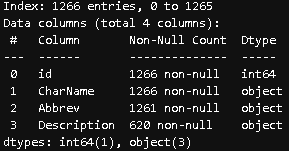 Index: 1266 entries, 0 to 1265
Data columns (total 4 columns):
 #   Column       Non-Null Count  Dtype
---  ------       --------------  -----
 0   id           1266 non-null   int64
 1   CharName     1266 non-null   object
 2   Abbrev       1261 non-null   object
 3   Description  620 non-null    object
dtypes: int64(1), object(3)